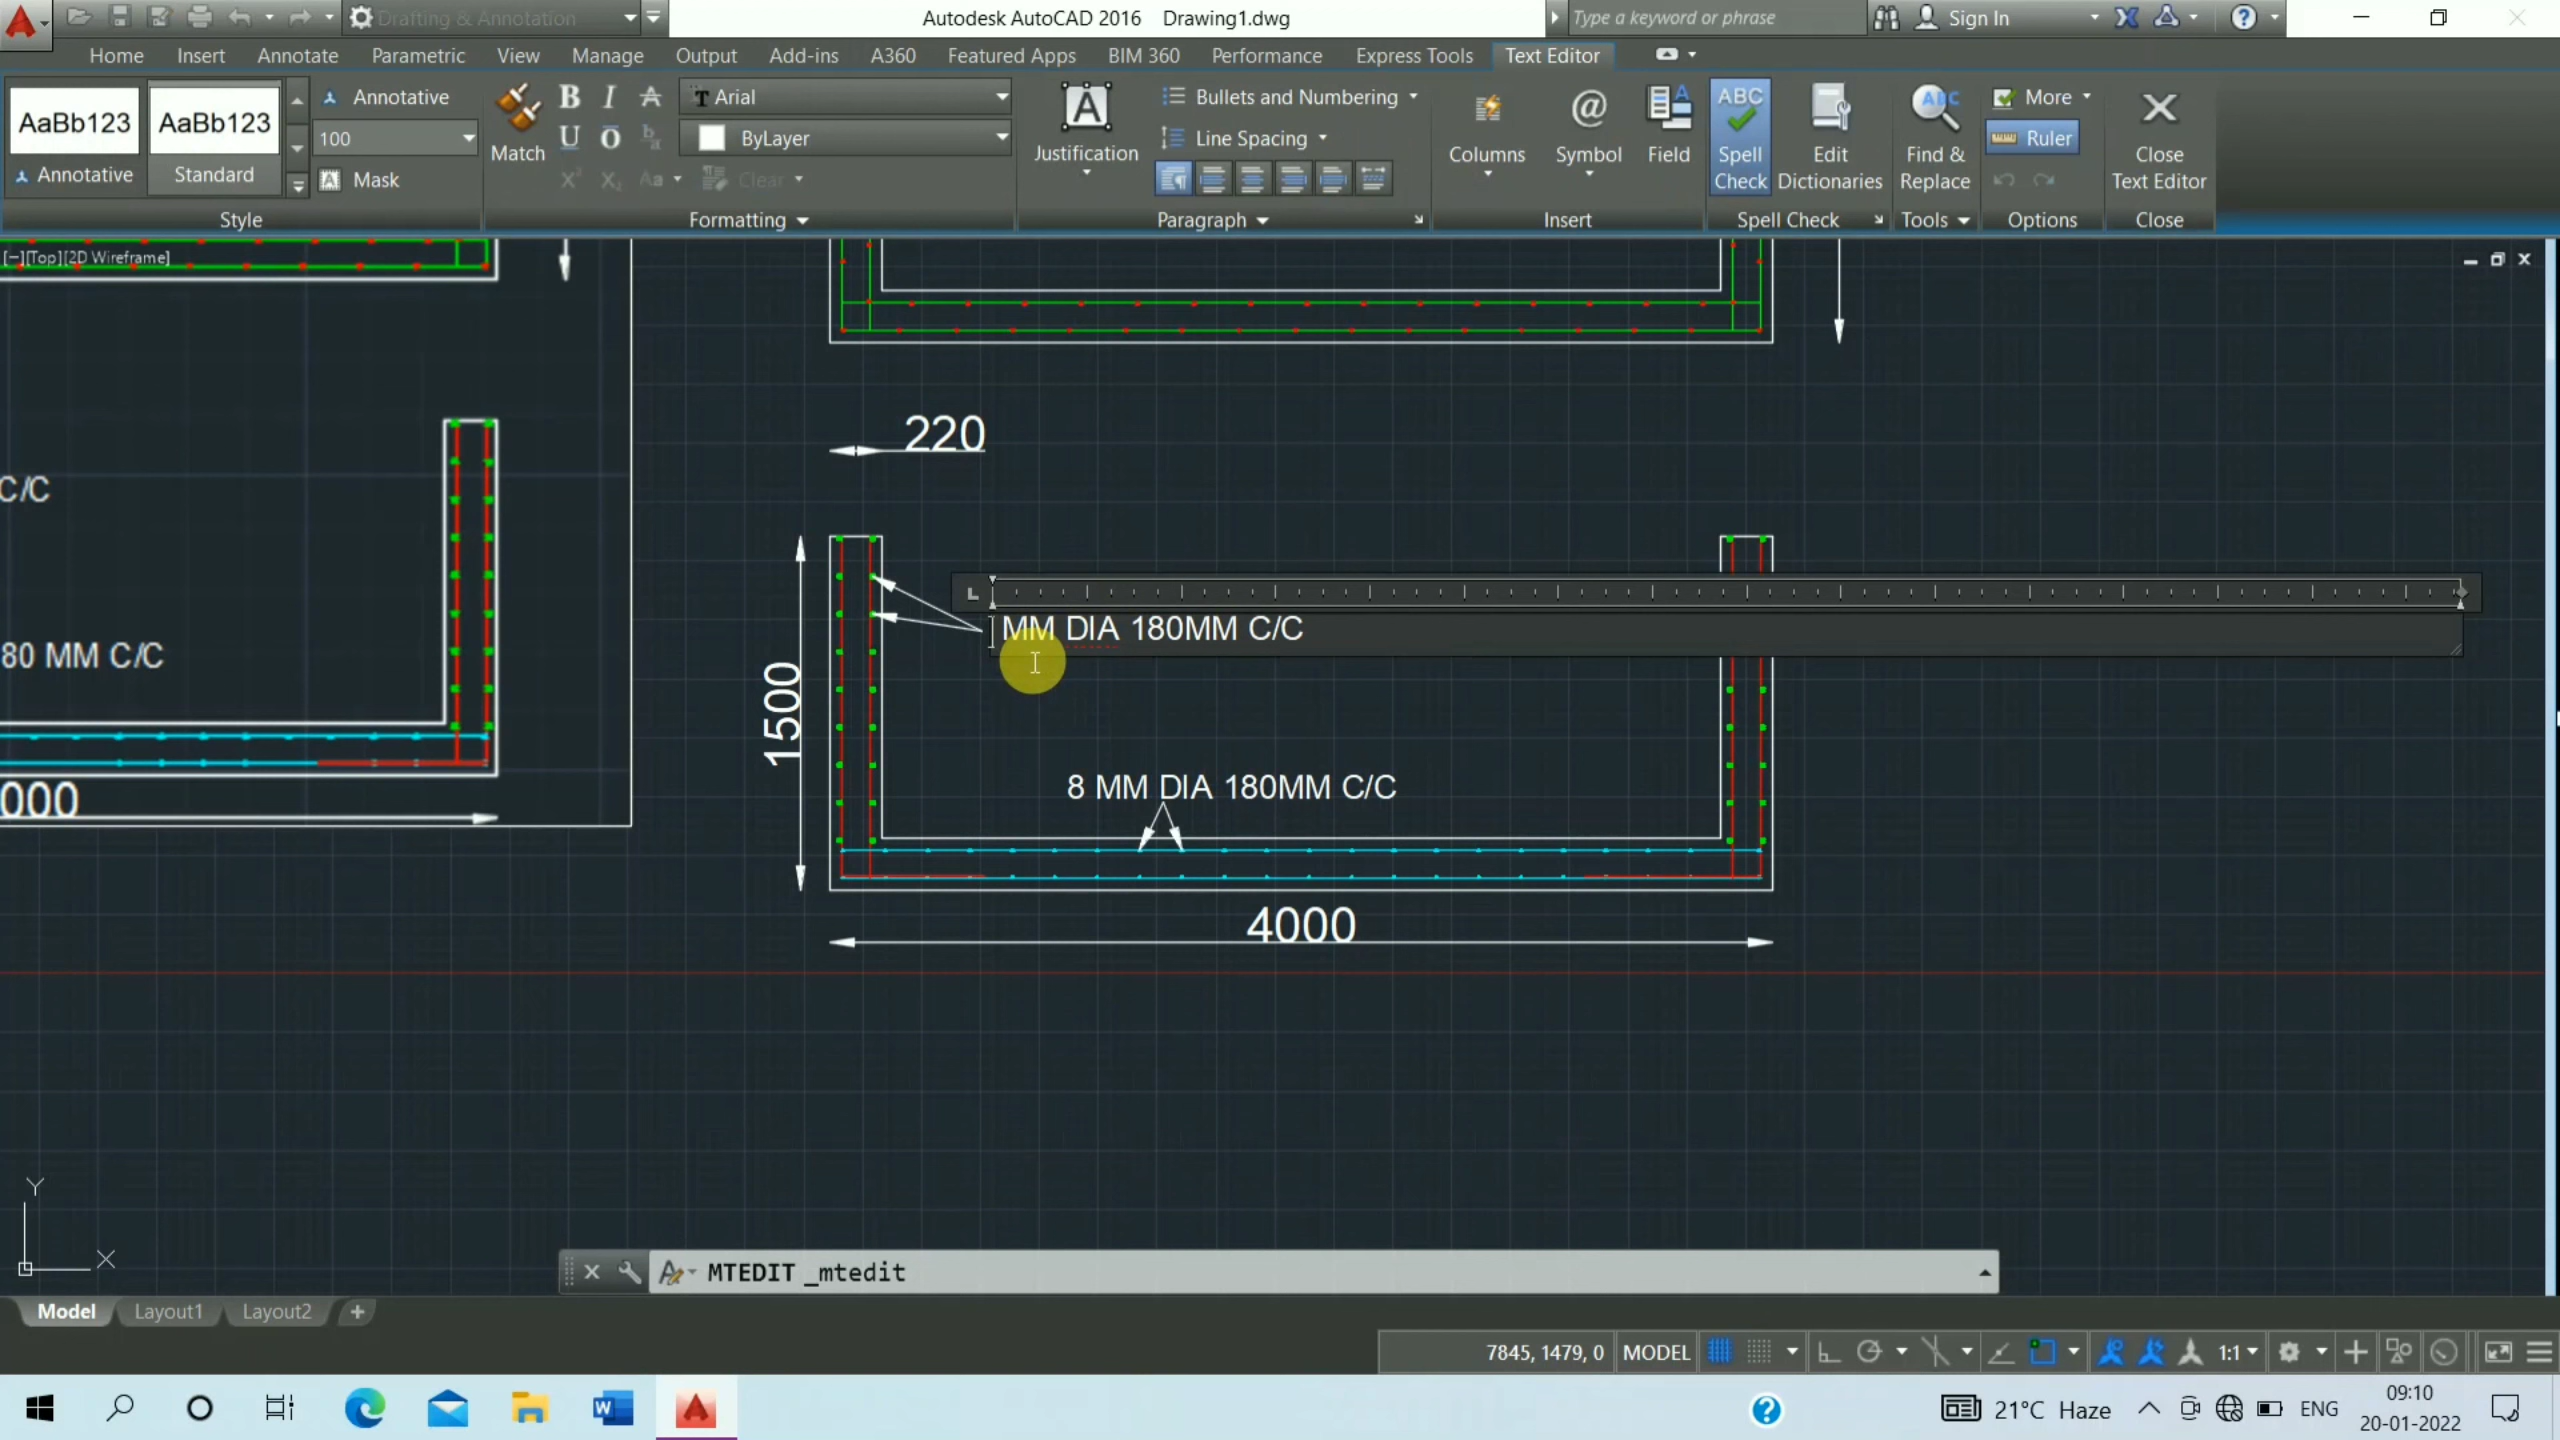 Drafting & Annotation
Autodesk AutoCAD 2016 Drawing1.dwg
Type a keyword or phrase
Sign In
Home Insert Annotate Parametric View Manage Output Add-ins A360 Featured Apps BIM 360 Performance Express Tools Text Editor
AaBb123
Annotative
AaBb123
Standard
Annotative
100
Mask
Style
Match
Arial
ByLayer
Clear
Formatting
Justification
Bullets and Numbering
Line Spacing
Paragraph
Columns
@
Symbol
Field
Insert
ABC
Spell
Check
Edit
Dictionaries
Spell Check
ABC
Find &
Replace
Tools
More
Ruler
Options
Close
Text Editor
Close
[−][Top][2D Wireframe]
220
C/C
MM DIA 180MM C/C
80 MM C/C
1500
8 MM DIA 180MM C/C
000
4000
Y
X
MTEDIT _mtedit
Model Layout1 Layout2 +
7845, 1479, 0 MODEL 1:1
21°C Haze ENG
09:10
20-01-2022